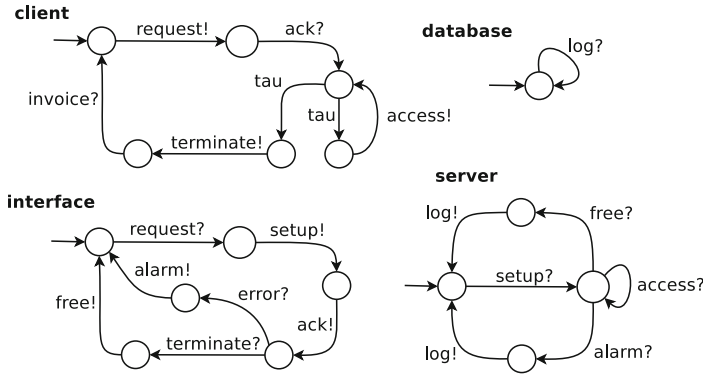 client
request!
ack?
database
log?
tau
invoice?
tau
access!
terminate!
server
interface
request?
setup!
log!
free?
alarm!
error?
setup?
access?
free!
ack!
terminate?
log!
alarm?